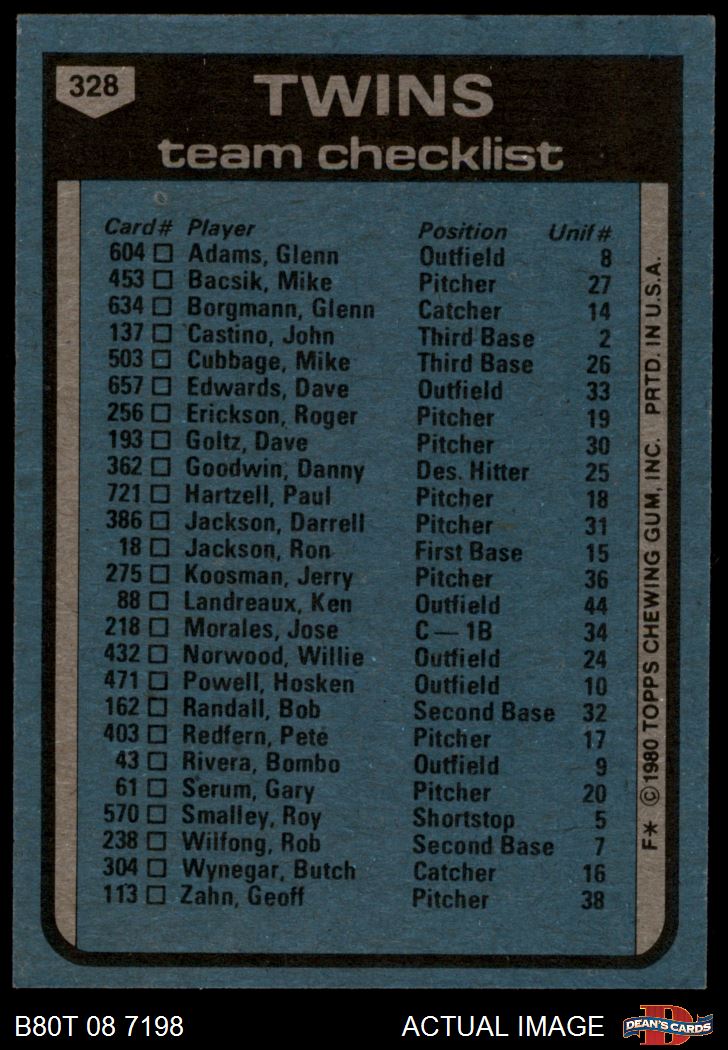 328
TWINS
team checklist
Card# Player Position Unif#
604 Adams, Glenn Outfield 8
453 Bacsik, Mike Pitcher 27
634 Borgmann, Glenn Catcher 14
137 Castino, John Third Base 2
503 Cubbage, Mike Third Base 26
657 Edwards, Dave Outfield 33
256 Erickson, Roger Pitcher 19
193 Goltz, Dave Pitcher 30
362 Goodwin, Danny Des. Hitter 25
721 Hartzell, Paul Pitcher 18
386 Jackson, Darrell Pitcher 31
18 Jackson, Ron First Base 15
275 Koosman, Jerry Pitcher 36
88 Landreaux, Ken Outfield 44
218 Morales, Jose C—1B 34
432 Norwood, Willie Outfield 24
471 Powell, Hosken Outfield 10
162 Randall, Bob Second Base 32
403 Redfern, Pete Pitcher 17
43 Rivera, Bombo Outfield 9
61 Serum, Gary Pitcher 20
570 Smalley, Roy Shortstop 5
238 Wilfong, Rob Second Base 7
304 Wynegar, Butch Catcher 16
113 Zahn, Geoff Pitcher 38
F* ©1980 TOPPS CHEWING GUM, INC. PRTD. IN U.S.A.
B80T 08 7198
ACTUAL IMAGE
D
DEAN'S CARDS